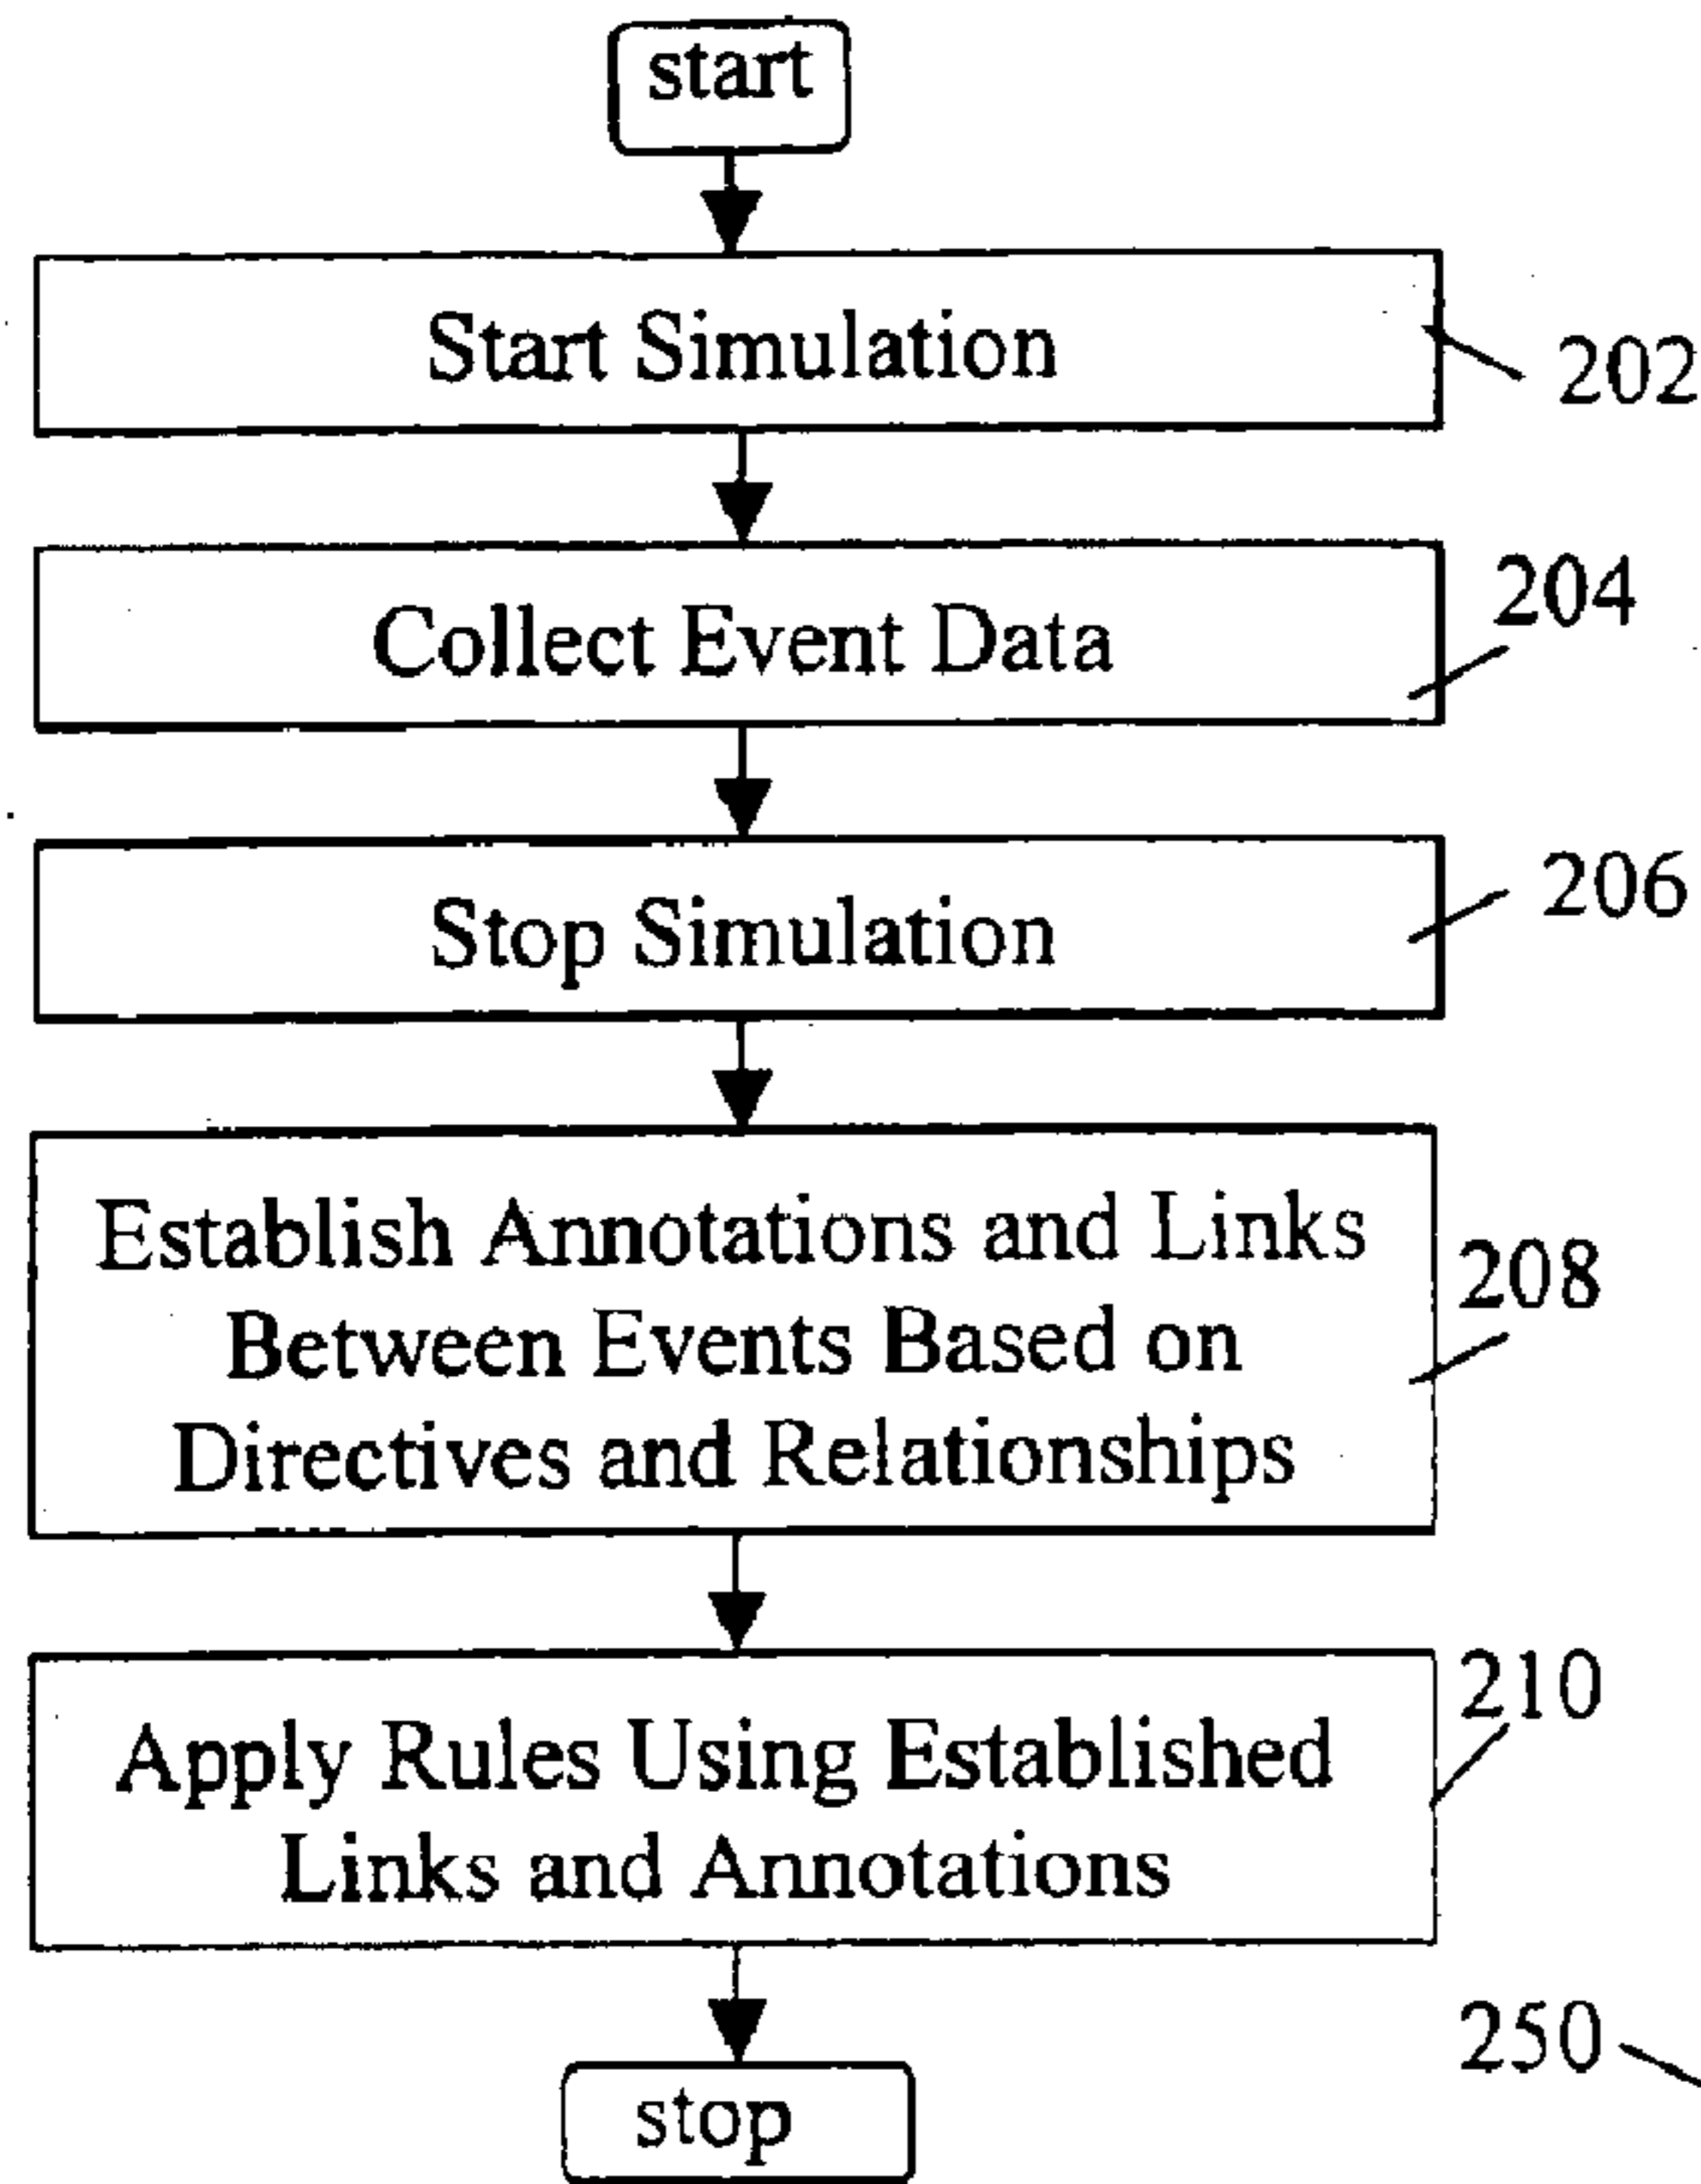 start
Start Simulation
202
Collect Event Data
204
Stop Simulation
206
Establish Annotations and Links
Between Events Based on
Directives and Relationships
208
Apply Rules Using Established
Links and Annotations
210
250
stop